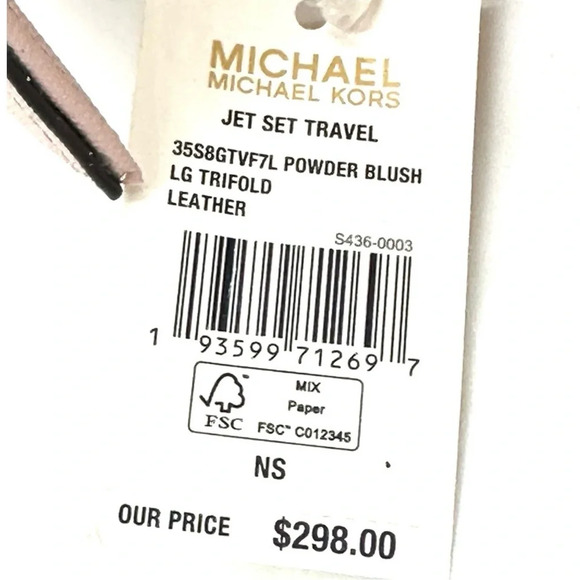 MICHAEL
MICHAEL KORS
JET SET TRAVEL
35S8GTVF7L POWDER BLUSH
LG TRIFOLD
LEATHER
S436-0003
1 93599 71269 7
FSC
MIX
Paper
FSC™ C012345
NS
OUR PRICE $298.00